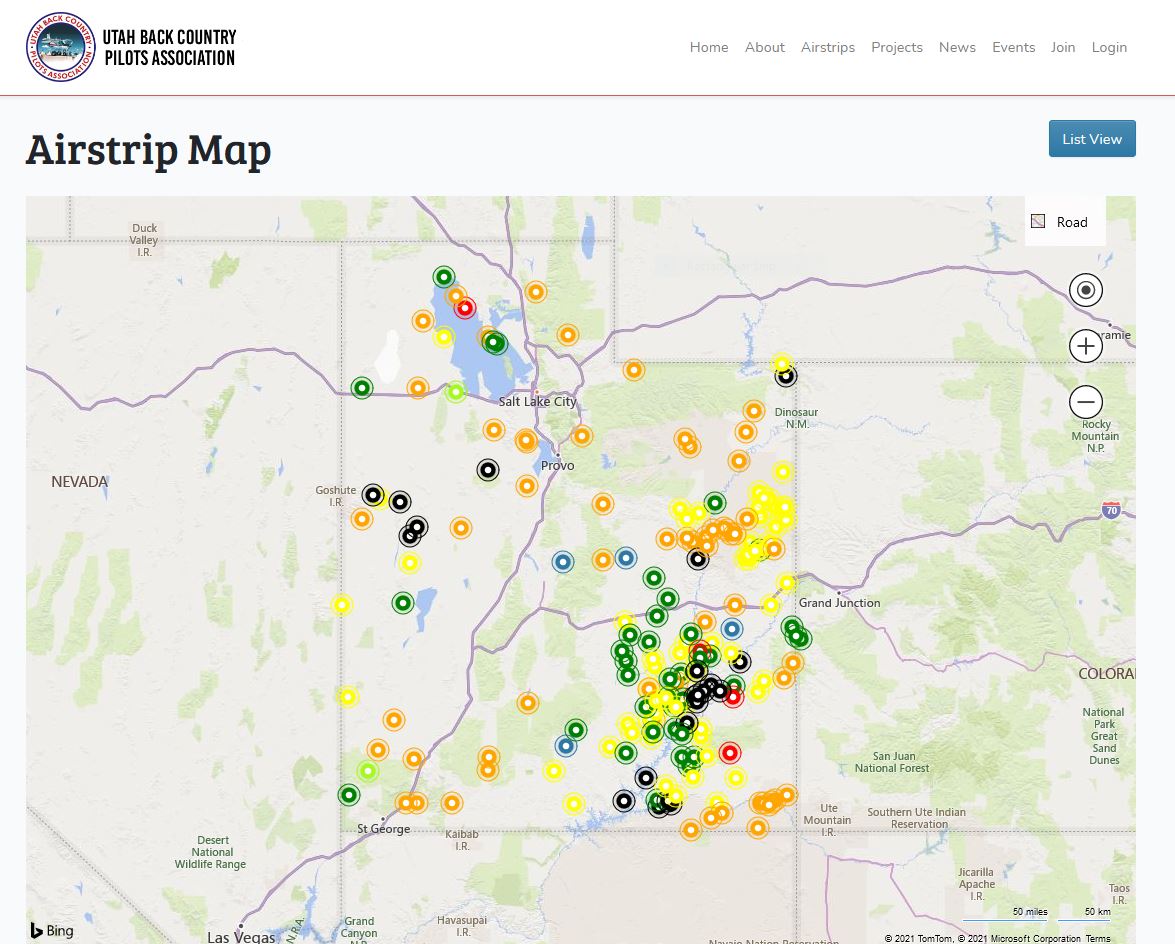 UTAH BACK COUNTRY
PILOTS ASSOCIATION
UTAH BACK COUNTRY
PILOTS ASSOCIATION
Home About Airstrips Projects News Events Join Login
Airstrip Map
List View
Duck
Valley
I.R.
Road
ramie
Salt Lake City
Dinosaur
N.M.
Rocky
Mountain
N.P.
Provo
NEVADA
Goshute
I.R.
70
Grand Junction
COLORA
National
Park
Great
Sand
Dunes
San Juan
National Forest
Ute
Mountain
I.R.
Southern Ute Indian
Reservation
St George
Kaibab
I.R.
Desert
National
Wildlife Range
Jicarilla
Apache
I.R.
Taos
I.R.
50 miles 50 km
Grand
Canyon
N.P.
N.R.A.
Havasupai
I.R.
Bing
Las Vegas
Navajo Nation Reservation
© 2021 TomTom, © 2021 Microsoft Corporation Terms